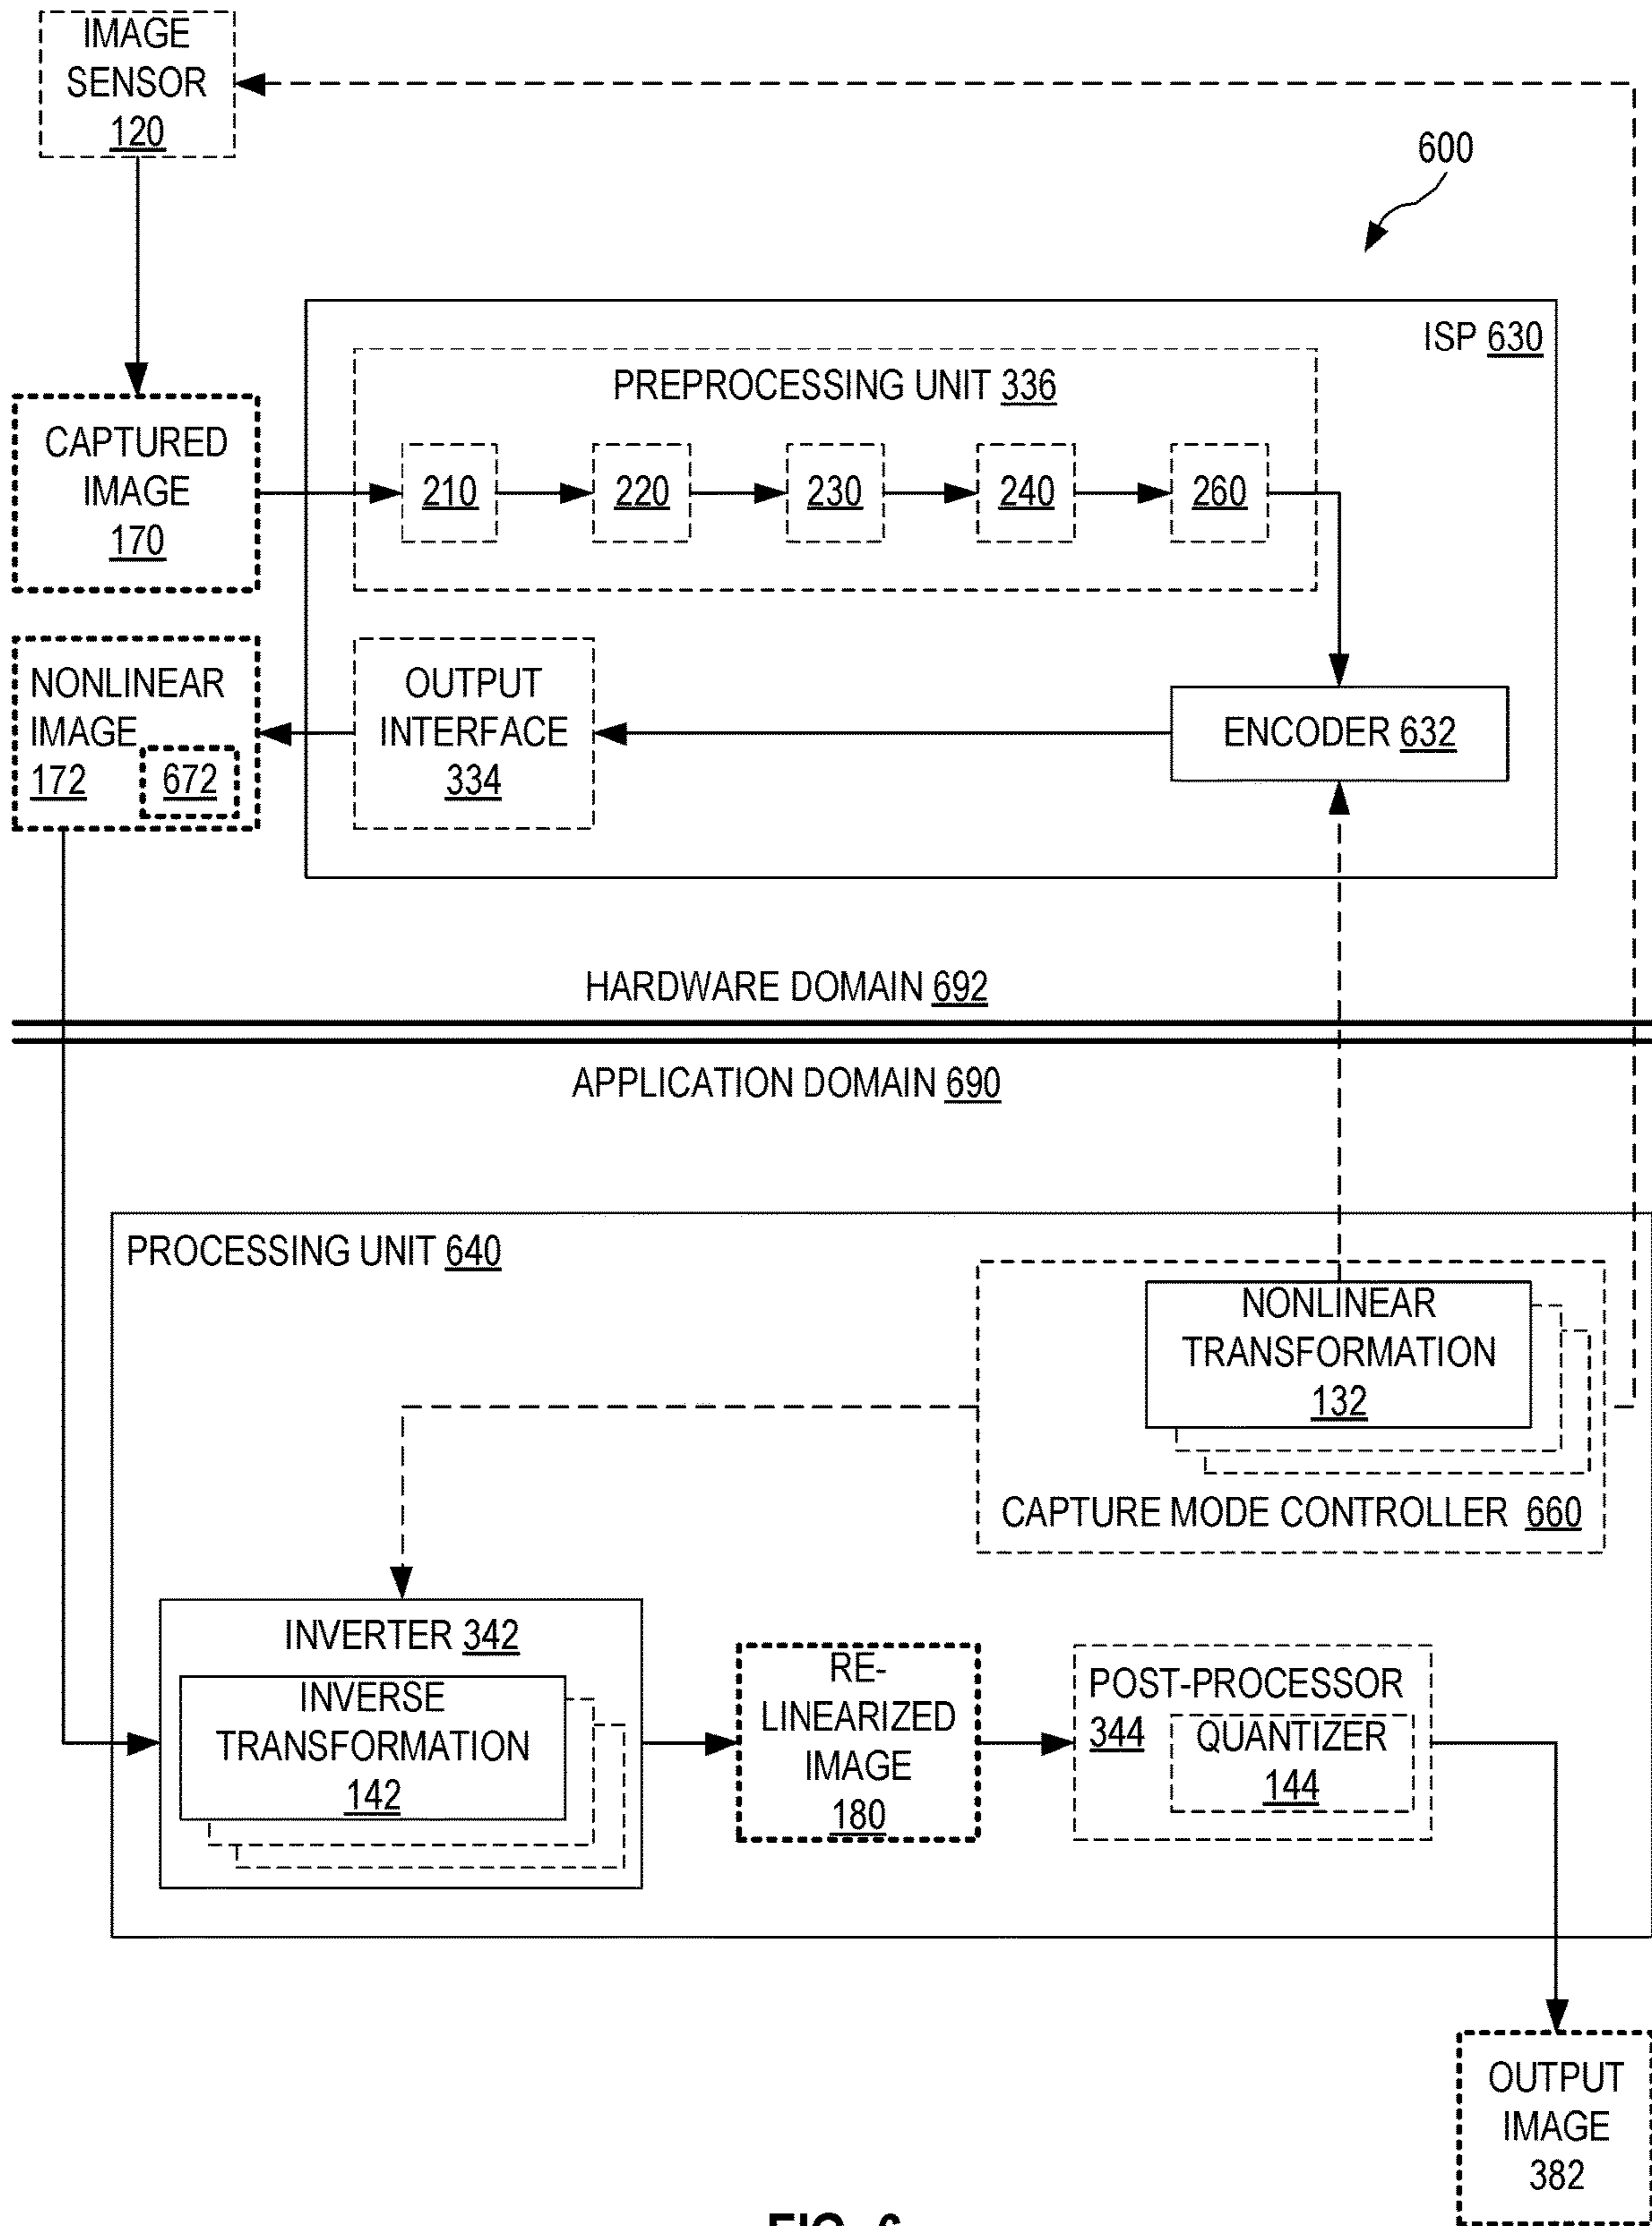 IMAGE
SENSOR
120
600
ISP 630
PREPROCESSING UNIT 336
CAPTURED
IMAGE
170
210
220
230
240
260
NONLINEAR
IMAGE
172
672
OUTPUT
INTERFACE
334
ENCODER 632
HARDWARE DOMAIN 692
APPLICATION DOMAIN 690
PROCESSING UNIT 640
NONLINEAR
TRANSFORMATION
132
CAPTURE MODE CONTROLLER 660
INVERTER 342
INVERSE
TRANSFORMATION
142
RE-
LINEARIZED
IMAGE
180
POST-PROCESSOR
344
QUANTIZER
144
OUTPUT
IMAGE
382
FIG. 6